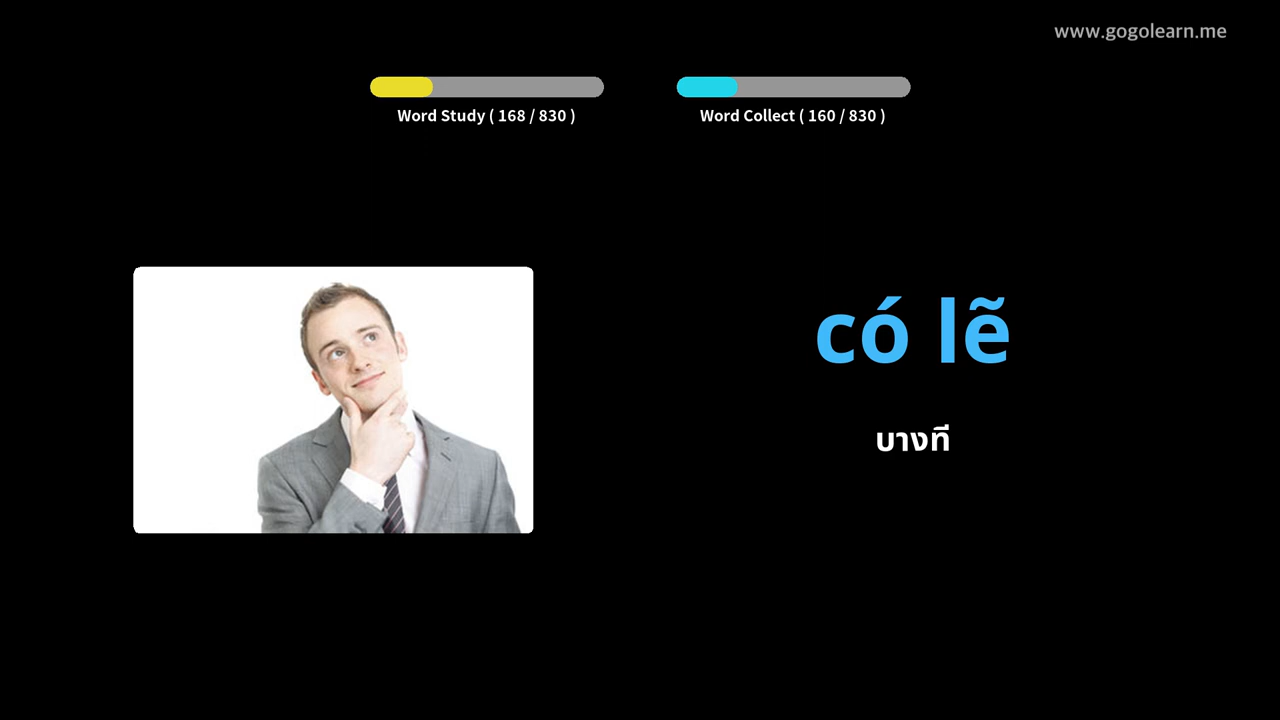 www.gogolearn.me
Word Study ( 168 / 830 )
Word Collect ( 160 / 830 )
có lẽ
บางที